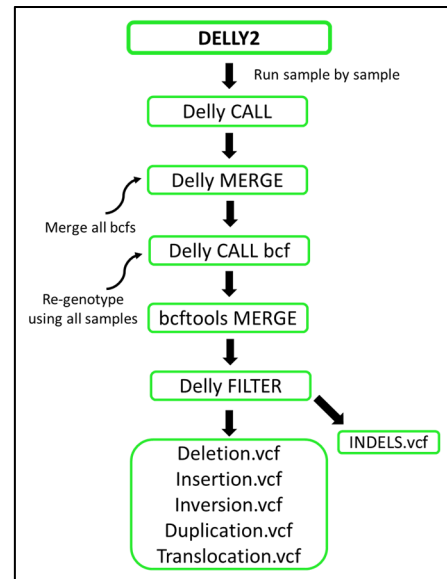 DELLY2
Run sample by sample
Delly CALL
Delly MERGE
Merge all bcfs
Delly CALL bcf
Re-genotype
using all samples
bcftools MERGE
Delly FILTER
INDELS.vcf
Deletion.vcf
Insertion.vcf
Inversion.vcf
Duplication.vcf
Translocation.vcf